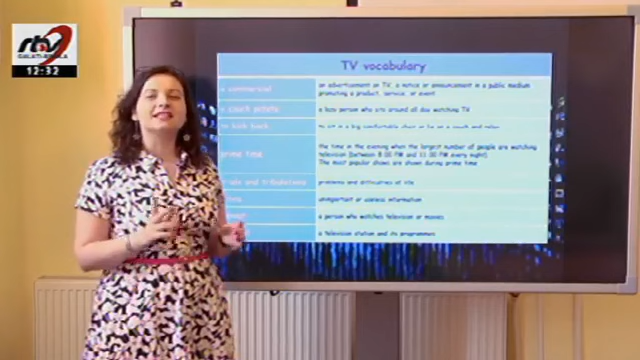 rtv
GALATI-BRAILA
12:32
TV vocabulary
a commercial
an advertisement on TV, a notice or announcement in a public medium
promoting a product, service, or event
a couch potato
a lazy person who sits around all day watching TV
to kick back
to sit in a big comfortable chair or lie on a couch and relax
prime time
the time in the evening when the largest number of people are watching
television (between 8:00 PM and 11:00 PM every night)
The most popular shows are shown during prime time
trials and tribulations
problems and difficulties of life
unimportant or useless information
a person who watches television or movies
a television station and its programmes